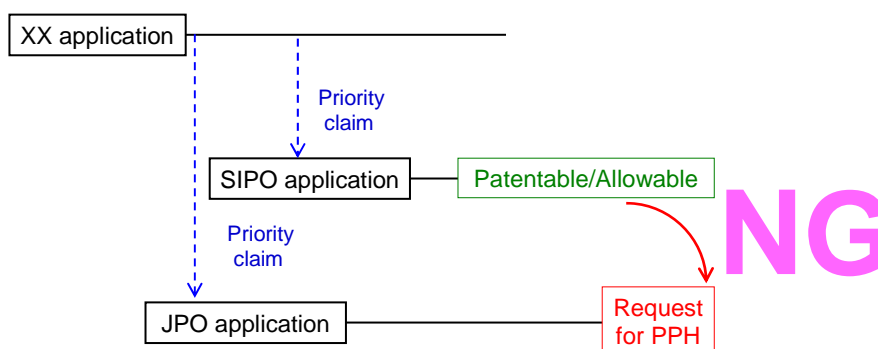 XX application
Priority
claim
SIPO application
Patentable/Allowable
NG
Priority
claim
JPO application
Request
for PPH